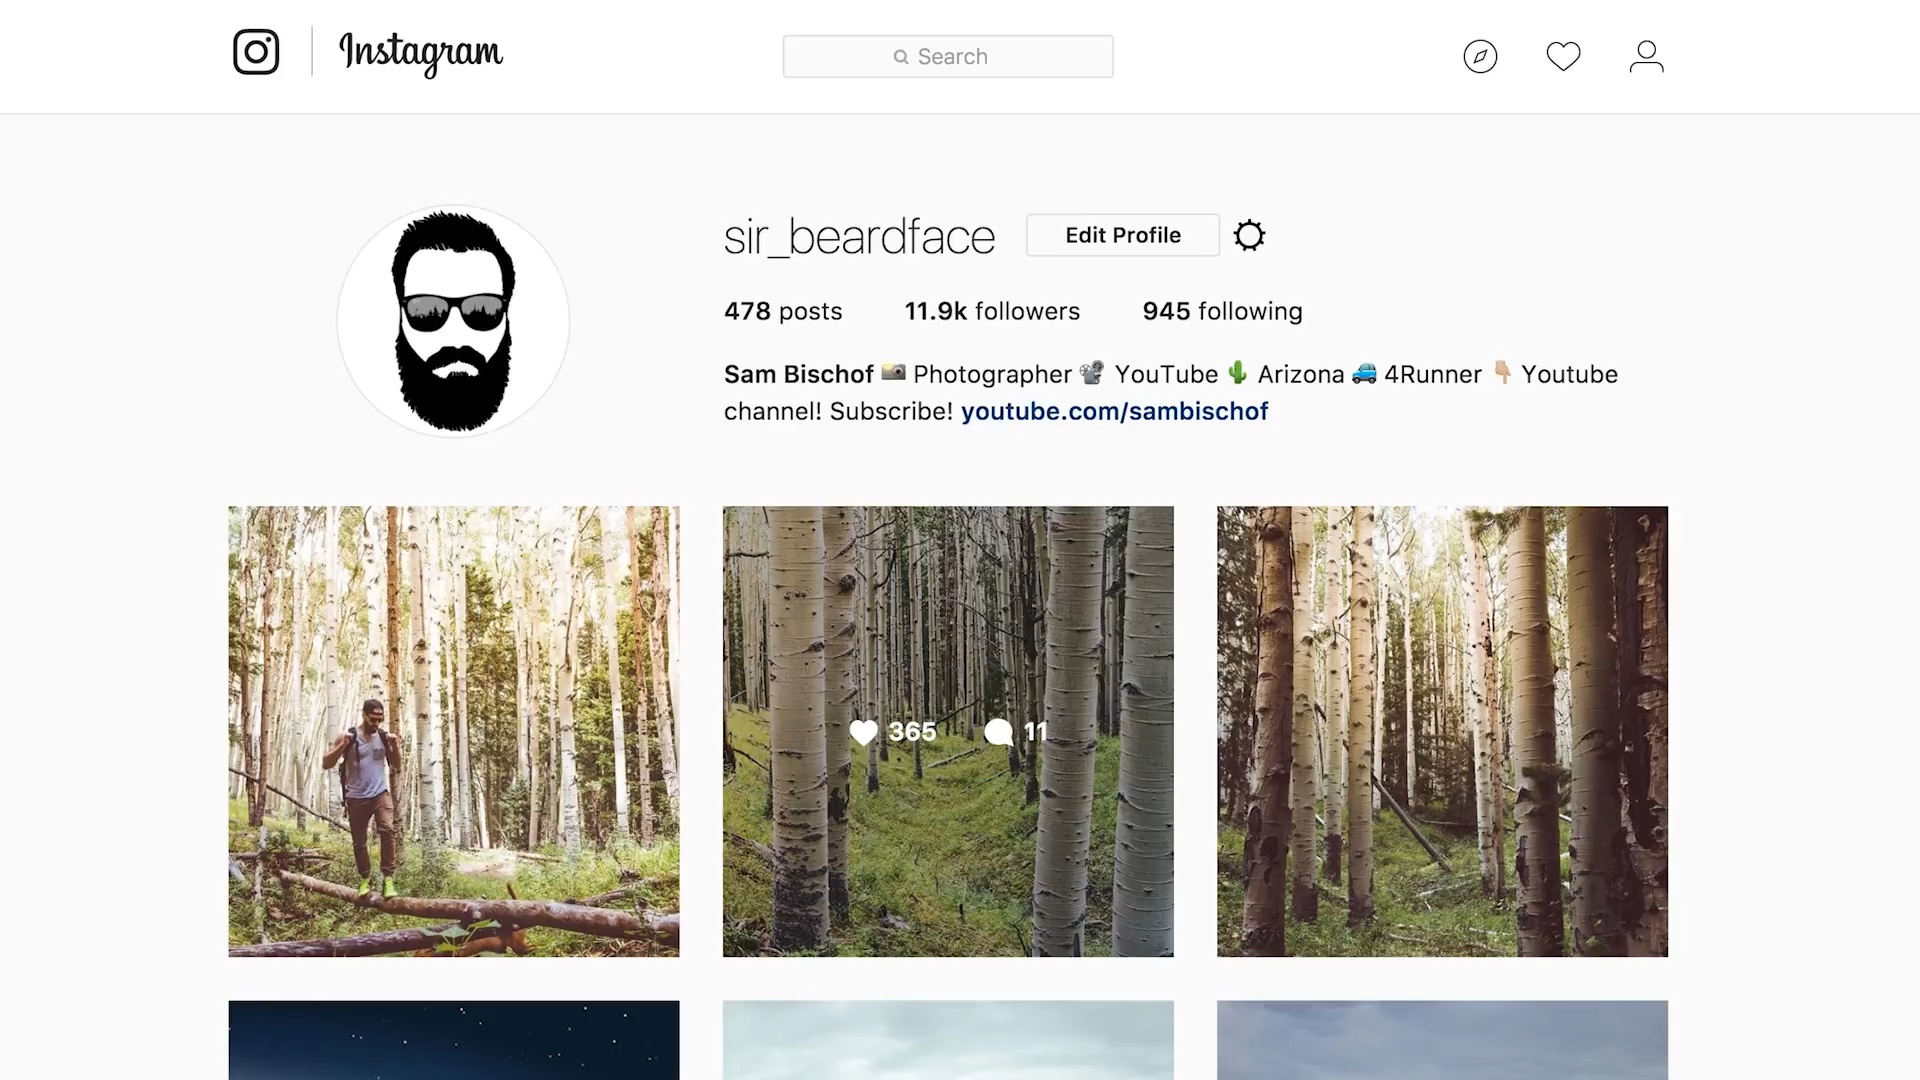 Instagram
Search
sir_beardface
Edit Profile
478 posts
11.9k followers
945 following
Sam Bischof 📸 Photographer 📽 YouTube 🌵 Arizona 🚙 4Runner 👇🏼 Youtube
channel! Subscribe! youtube.com/sambischof
365
11